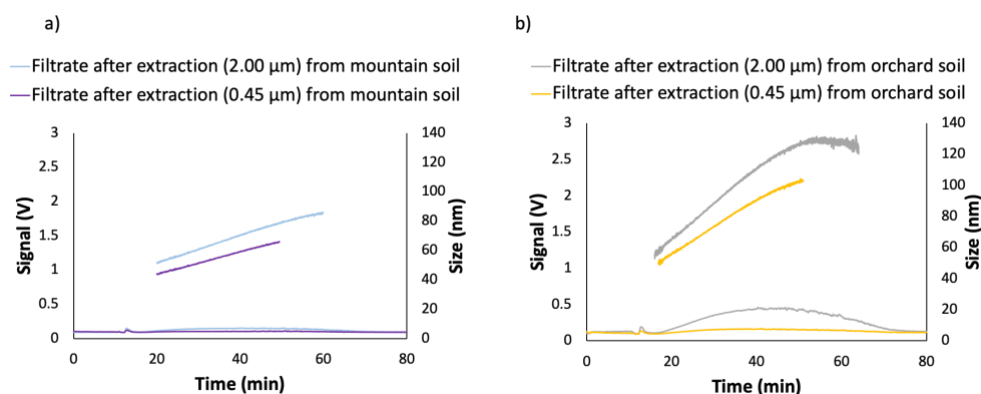 a)
Filtrate after extraction (2.00 µm) from mountain soil
Filtrate after extraction (0.45 µm) from mountain soil
3
2.5
2
1.5
1
0.5
0
Signal (V)
140
120
100
80
60
40
20
0
Size (nm)
0 20 40 60 80
Time (min)
b)
Filtrate after extraction (2.00 µm) from orchard soil
Filtrate after extraction (0.45 µm) from orchard soil
3
2.5
2
1.5
1
0.5
0
Signal (V)
140
120
100
80
60
40
20
0
Size (nm)
0 20 40 60 80
Time (min)